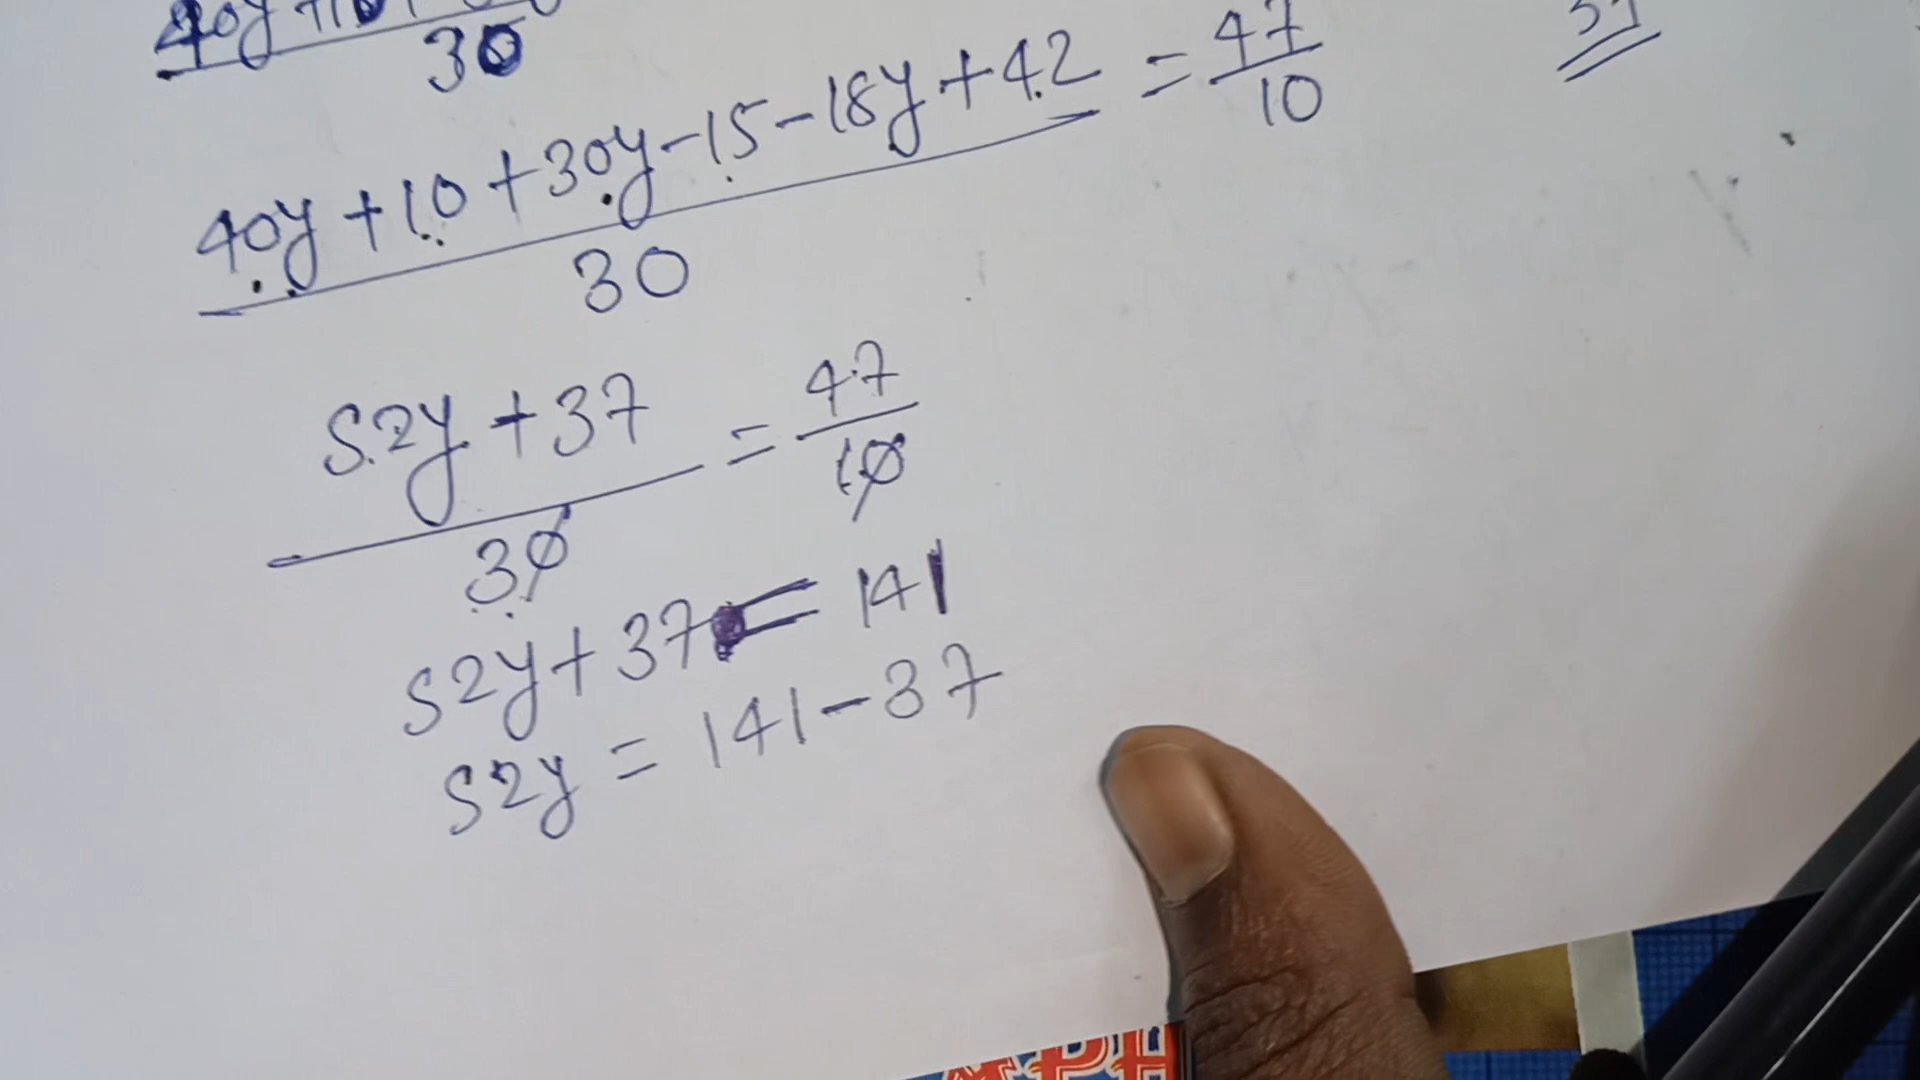 30
40y+10+30y-15-18y+42 = 47
30 10
52y+37 = 47
30 10
52y+37 = 141
52y = 141-37